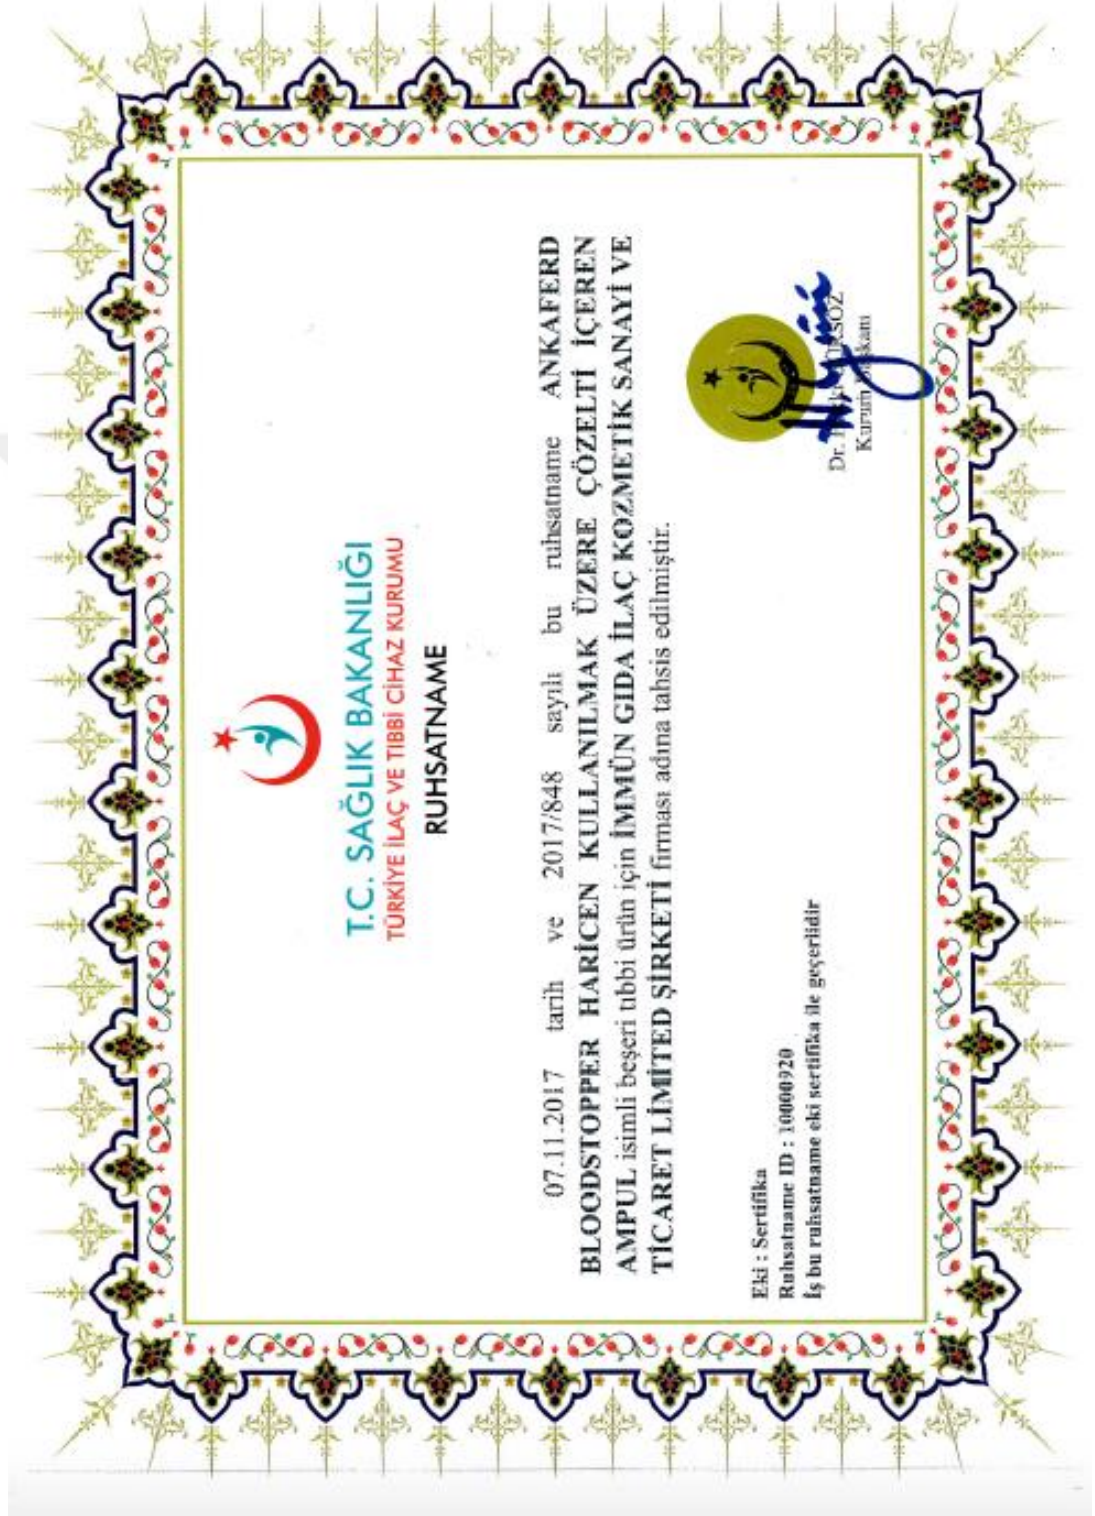 T.C. SAĞLIK BAKANLIĞI
TÜRKİYE İLAÇ VE TIBBİ CİHAZ KURUMU
RUHSATNAME
07.11.2017 tarih ve 2017/848 sayılı bu ruhsatname ANKAFERD
BLOODSTOPPER HARİCEN KULLANILMAK ÜZERE ÇÖZELTİ İÇEREN
AMPUL isimli beşeri tıbbi ürün için İMMÜN GIDA İLAÇ KOZMETİK SANAYİ VE
TİCARET LİMİTED ŞİRKETİ firması adına tahsis edilmiştir.
Eki : Sertifika
Ruhsatname ID : 10000920
İş bu ruhsatname eki sertifika ile geçerlidir
Dr.
Kurum Başkanı